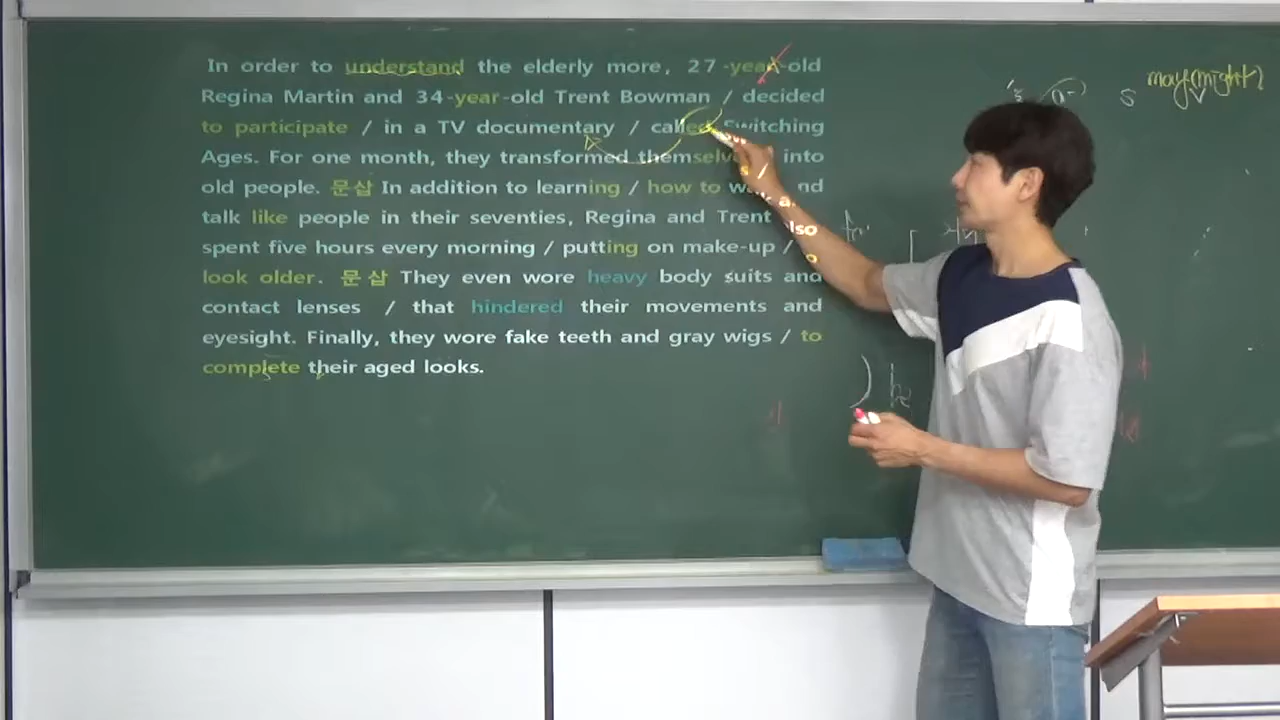 In order to understand the elderly more, 27-year-old
Regina Martin and 34-year-old Trent Bowman / decided
to participate / in a TV documentary / called Switching
Ages. For one month, they transformed themselves / into
old people. 문 삽 In addition to learning / how to walk and
talk like people in their seventies, Regina and Trent also
spent five hours every morning / putting on make-up / to
look older. 문 삽 They even wore heavy body suits and
contact lenses / that hindered their movements and
eyesight. Finally, they wore fake teeth and gray wigs / to
complete their aged looks.
S may(might)